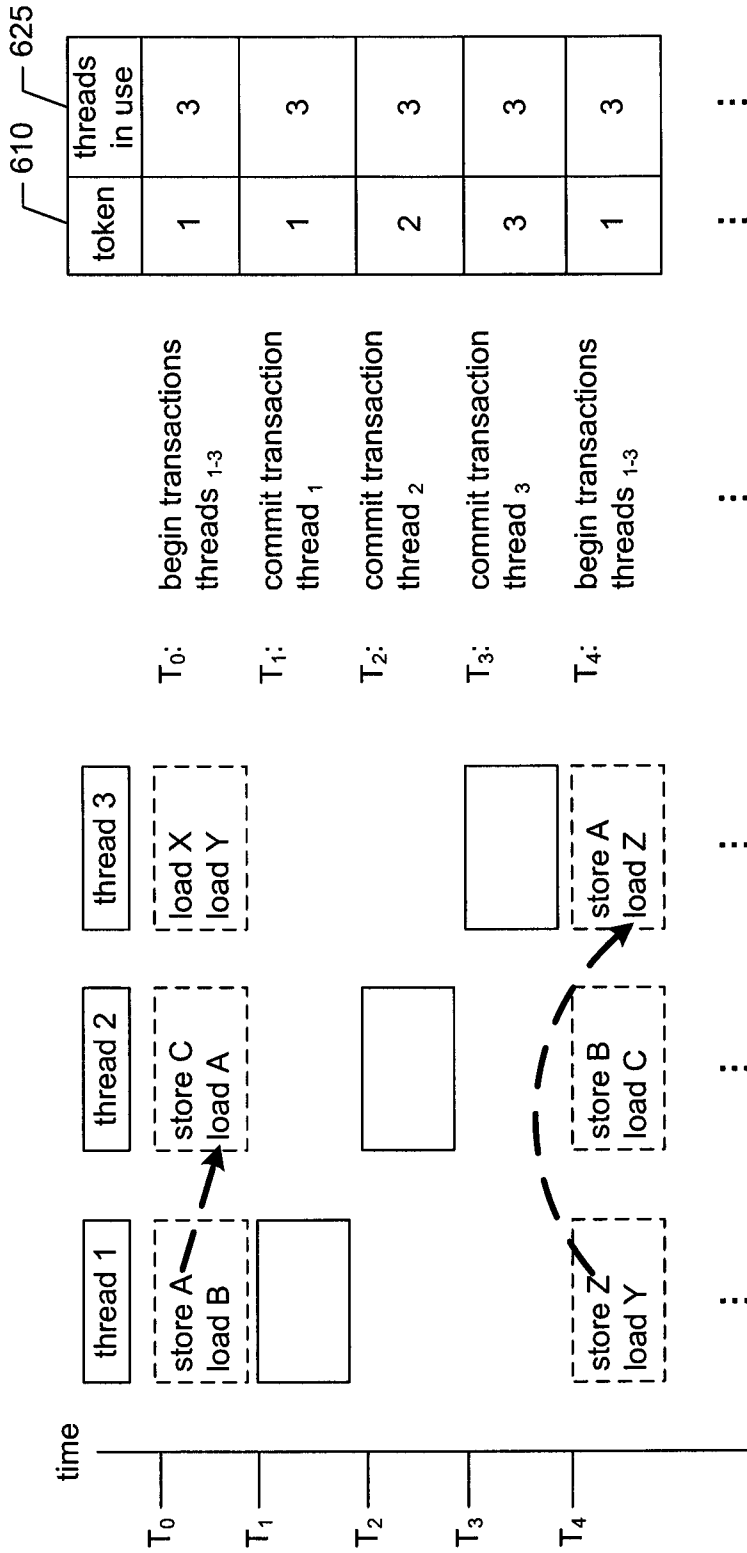 time
T0
T1
T2
T3
T4
thread 1
thread 2
thread 3
store A
load B
store C
load A
load X
load Y
store Z
load Y
store B
load C
store A
load Z
...
...
...
T0: begin transactions
threads 1-3
T1: commit transaction
thread 1
T2: commit transaction
thread 2
T3: commit transaction
thread 3
T4: begin transactions
threads 1-3
...
610
625
token
threads
in use
1 3
1 3
2 3
3 3
1 3
... ...